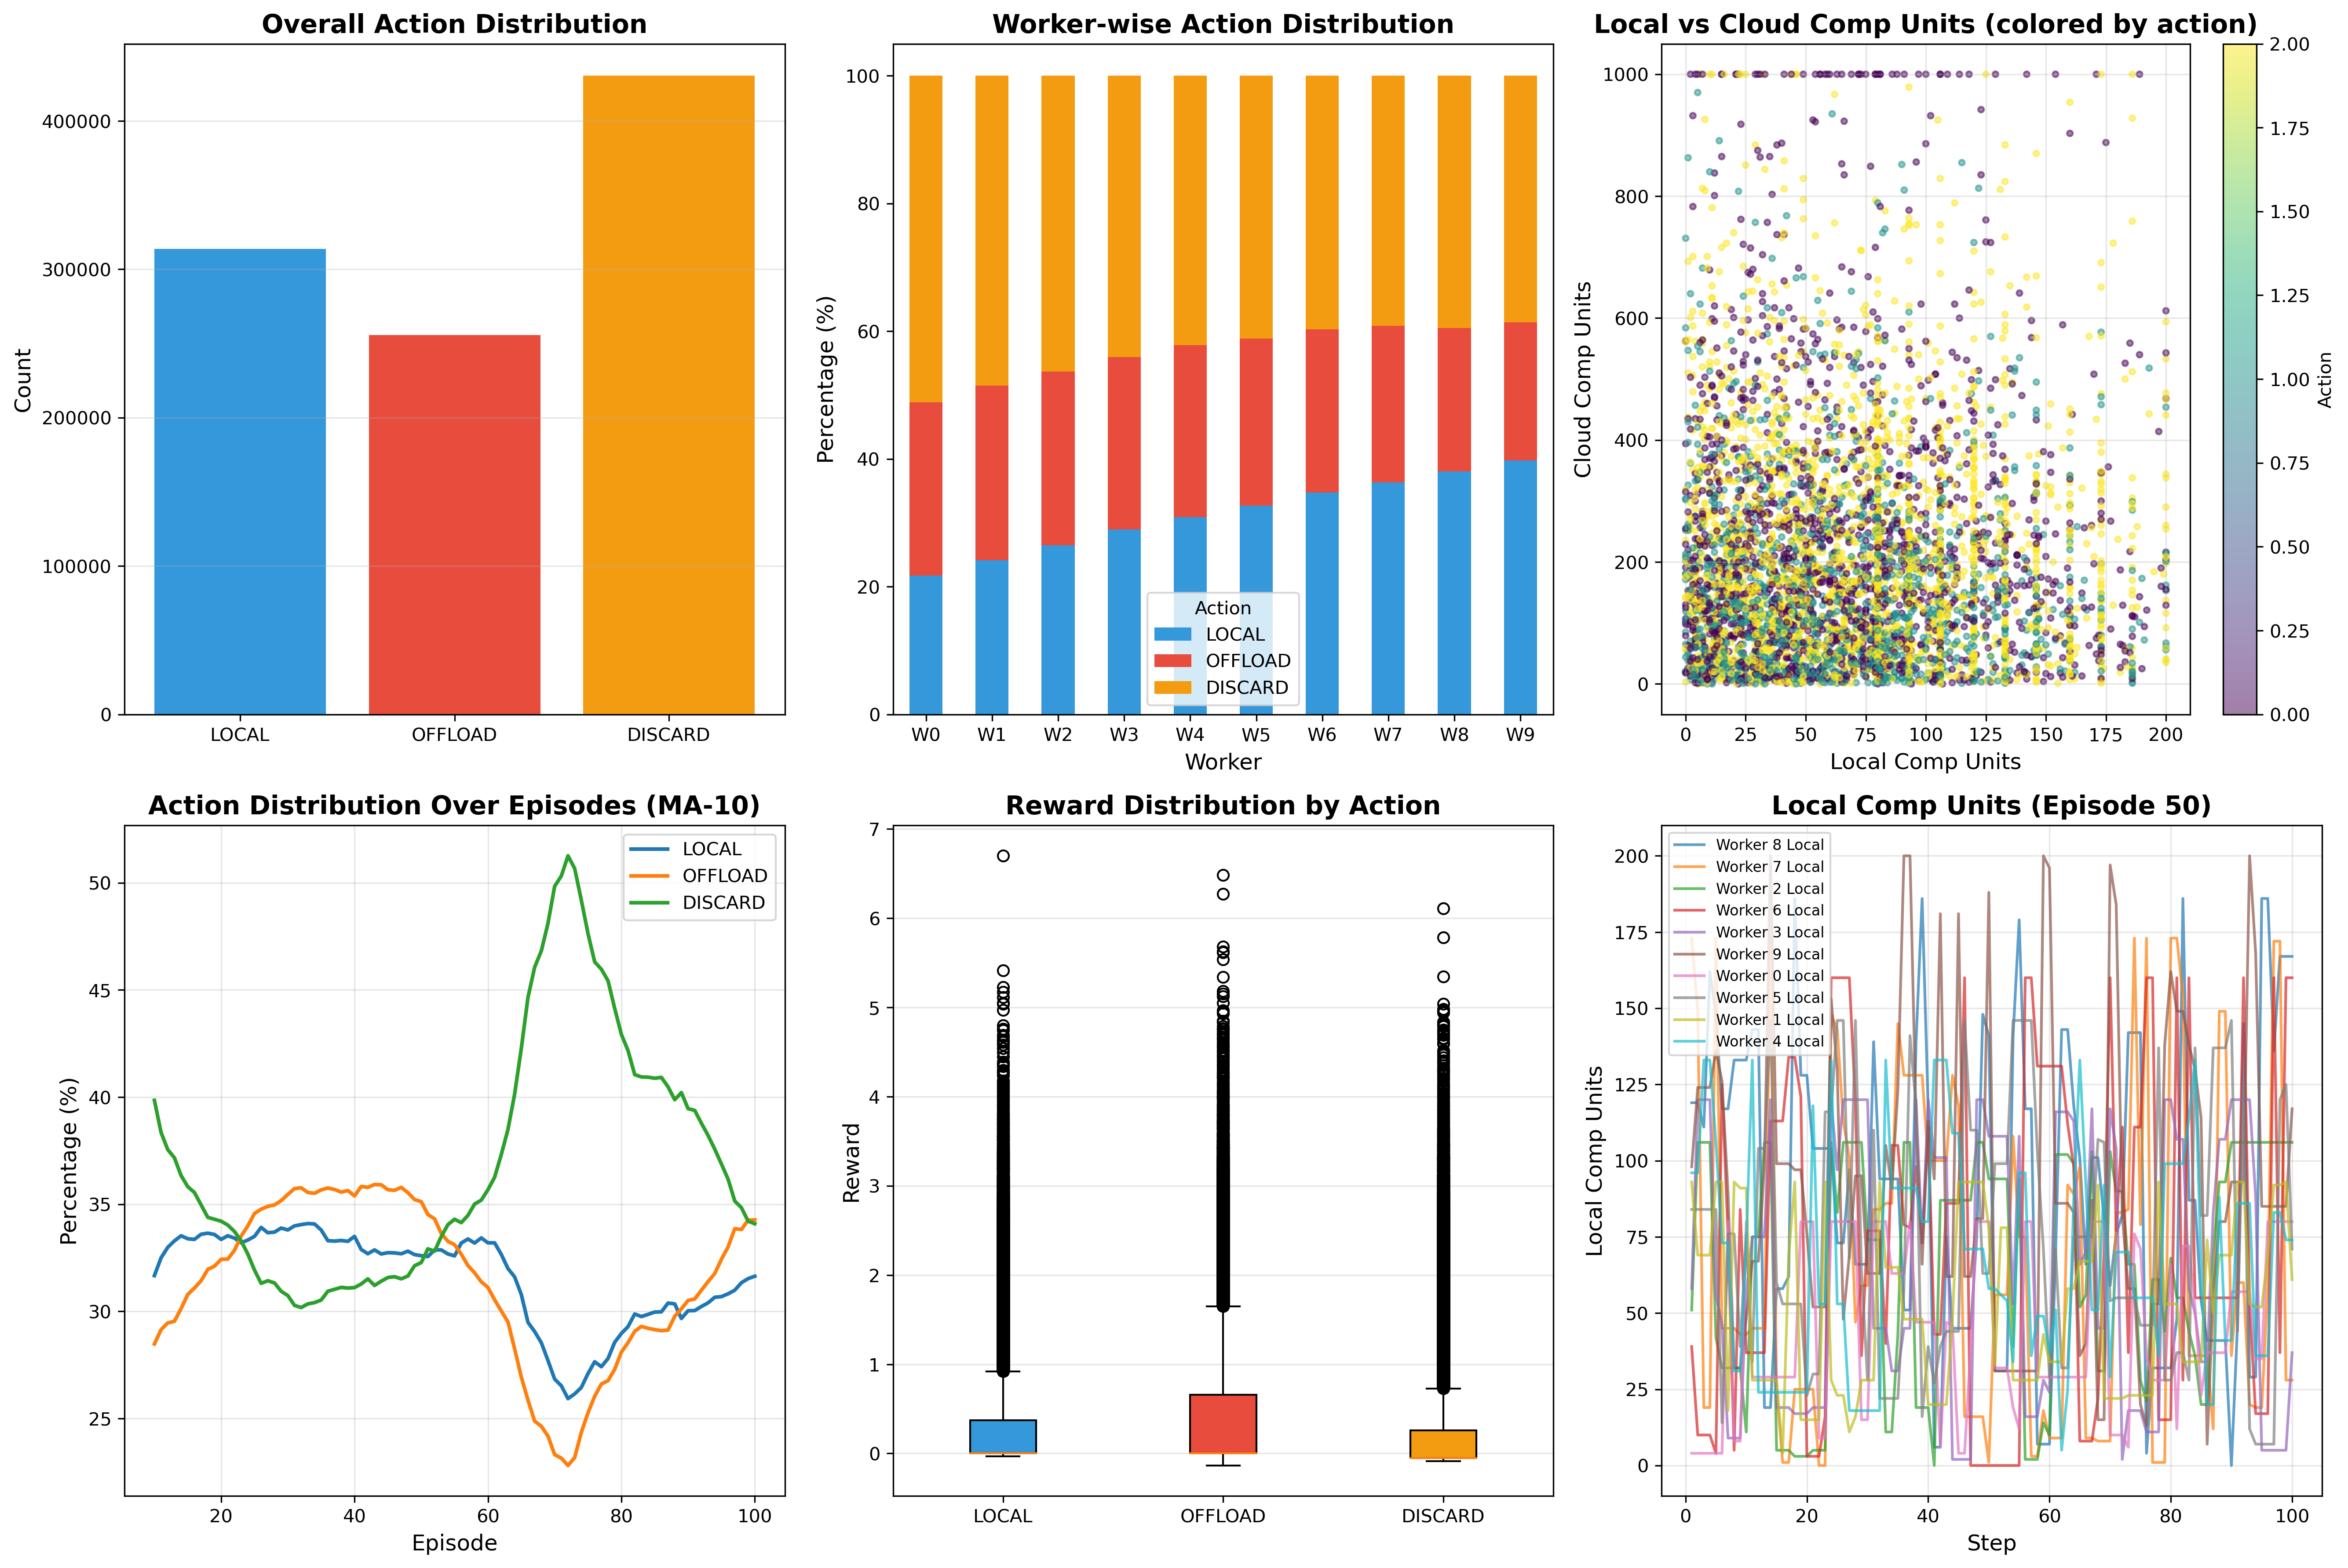 Overall Action Distribution
Count
400000
300000
200000
100000
0
LOCAL
OFFLOAD
DISCARD
Worker-wise Action Distribution
Percentage (%)
100
80
60
40
20
0
Action
LOCAL
OFFLOAD
DISCARD
W0
W1
W2
W3
W4
W5
W6
W7
W8
W9
Worker
Local vs Cloud Comp Units (colored by action)
Cloud Comp Units
1000
800
600
400
200
0
0
25
50
75
100
125
150
175
200
Local Comp Units
2.00
1.75
1.50
1.25
1.00
0.75
0.50
0.25
0.00
Action
Action Distribution Over Episodes (MA-10)
Percentage (%)
50
45
40
35
30
25
LOCAL
OFFLOAD
DISCARD
20
40
60
80
100
Episode
Reward Distribution by Action
Reward
7
6
5
4
3
2
1
0
LOCAL
OFFLOAD
DISCARD
Local Comp Units (Episode 50)
Local Comp Units
200
175
150
125
100
75
50
25
0
Worker 8 Local
Worker 7 Local
Worker 2 Local
Worker 6 Local
Worker 3 Local
Worker 9 Local
Worker 0 Local
Worker 5 Local
Worker 1 Local
Worker 4 Local
0
20
40
60
80
100
Step